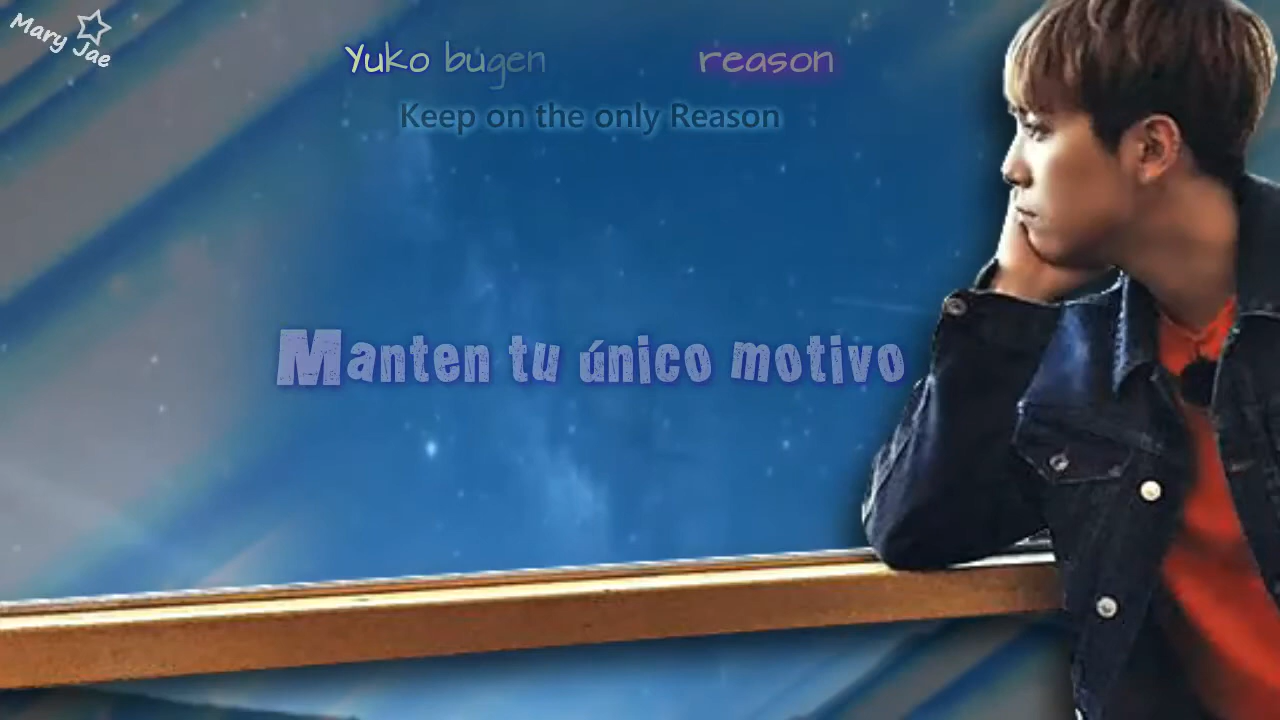 Mary Jae
Yuko bugen reason
Keep on the only Reason
Manten tu único motivo